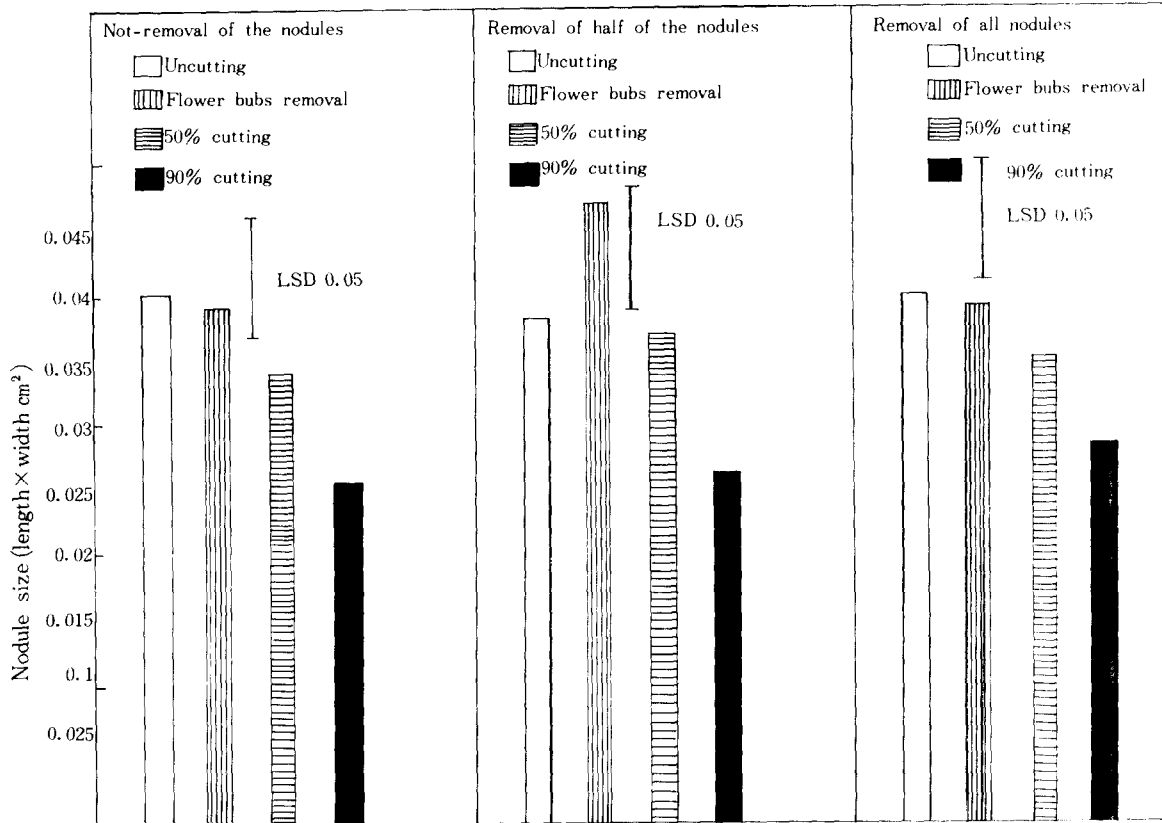 Not-removal of the nodules
Uncutting
Flower bubs removal
50% cutting
90% cutting
LSD 0.05
Removal of half of the nodules
Uncutting
Flower bubs removal
50% cutting
90% cutting
LSD 0.05
Removal of all nodules
Uncutting
Flower bubs removal
50% cutting
90% cutting
LSD 0.05
Nodule size (length×width cm²)
0.045
0.04
0.035
0.03
0.025
0.02
0.015
0.1
0.025